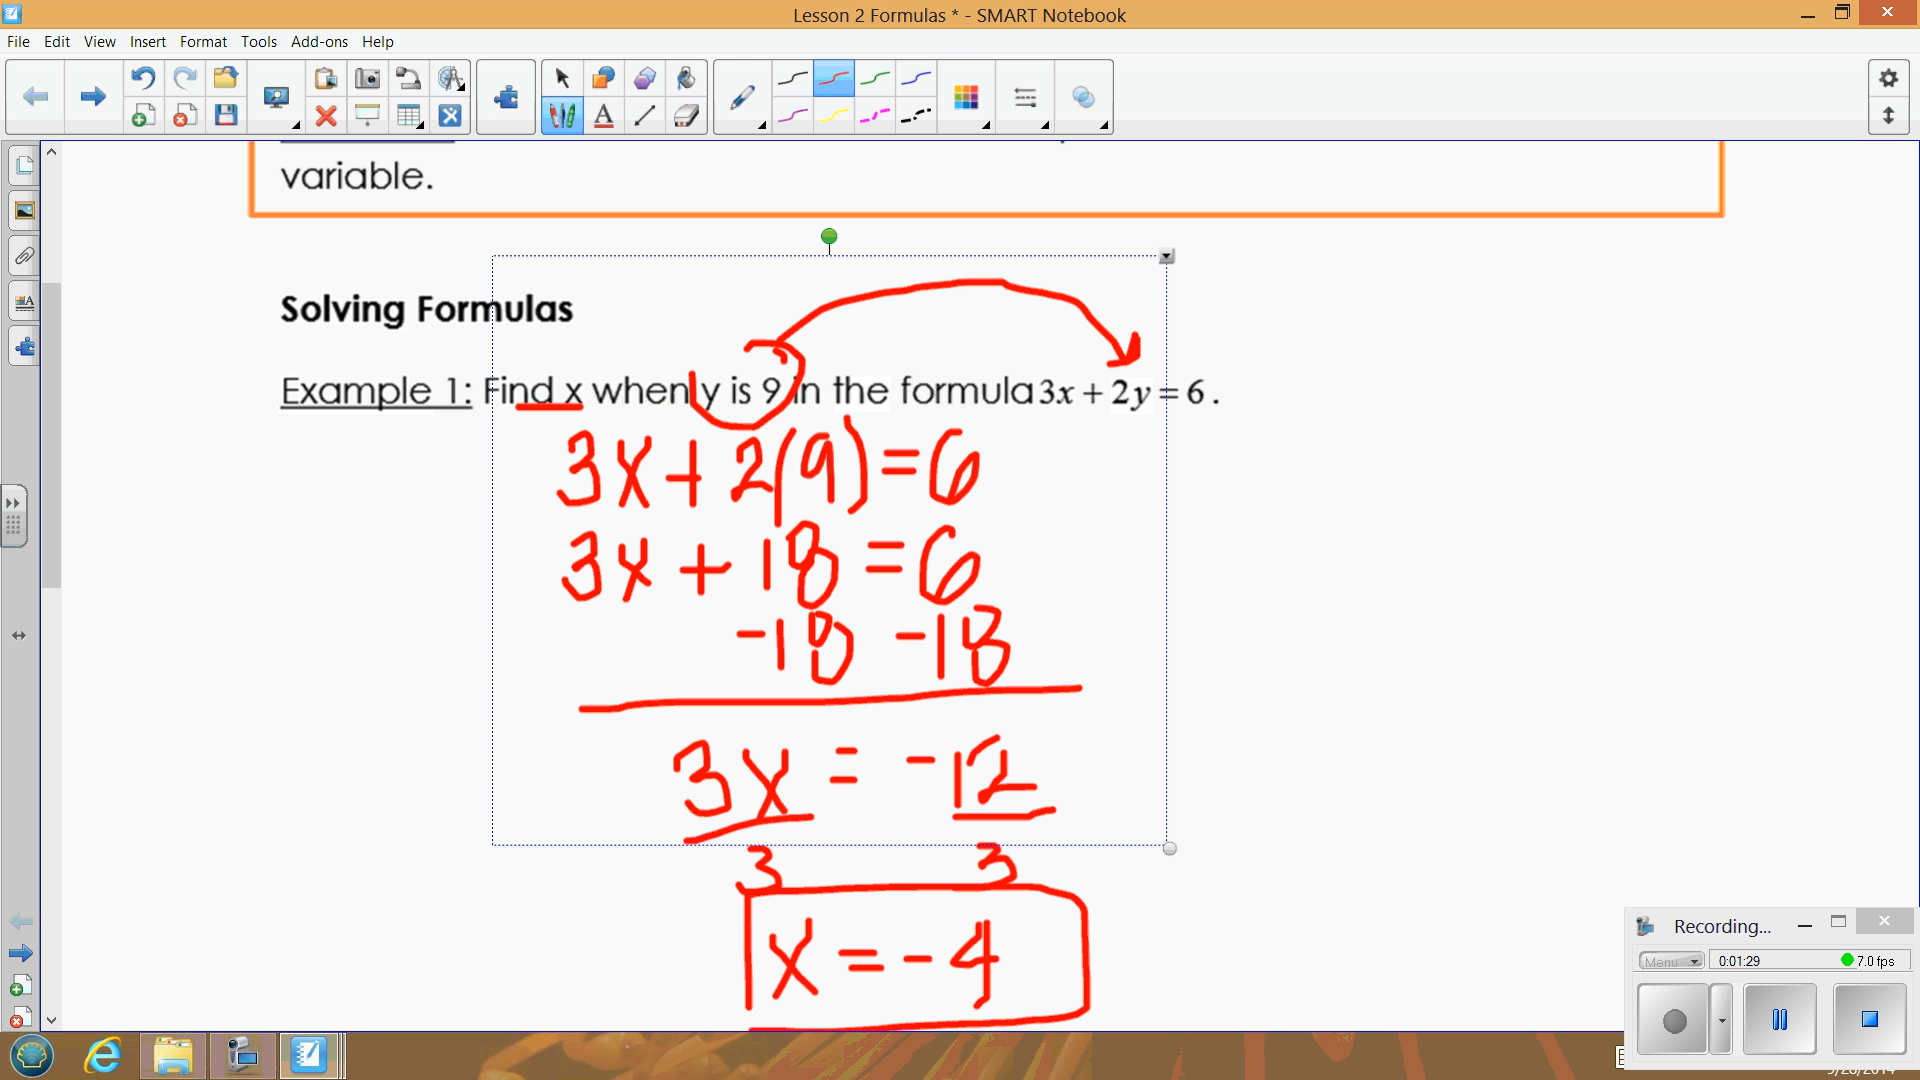 Lesson 2 Formulas * - SMART Notebook
File Edit View Insert Format Tools Add-ons Help
variable.
Solving Formulas
Example 1: Find x when y is 9 in the formula 3x + 2y = 6.
3x + 2(9) = 6
3x + 18 = 6
-18 -18
3x = -12
3 3
x = -4
Recording...
Menu 0:01:29 7.0 fps